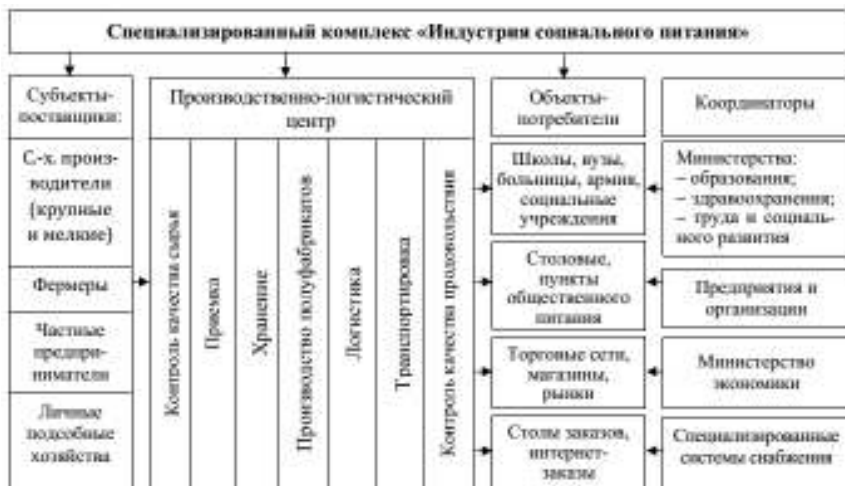 Специализированный комплекс «Индустрия социального питания»
Субъекты-
поставщики:
С.-х. произ-
водители
(крупные
и мелкие)
Фермеры
Частные
предпри-
ниматели
Личные
подсобные
хозяйства
Производственно-логистический
центр
Контроль качества сырья
Приемка
Хранение
Производство полуфабрикатов
Логистика
Транспортировка
Контроль качества продовольствия
Объекты-
потребители
Школы, вузы,
больницы, армия,
социальные
учреждения
Столовые,
пункты
общественного
питания
Торговые сети,
магазины,
рынки
Столы заказов,
интернет-
заказы
Координаторы
Министерства:
– образования;
– здравоохранения;
– труда и социаль-
ного развития
Предприятия и
организации
Министерство
экономики
Специализированные
системы снабжения